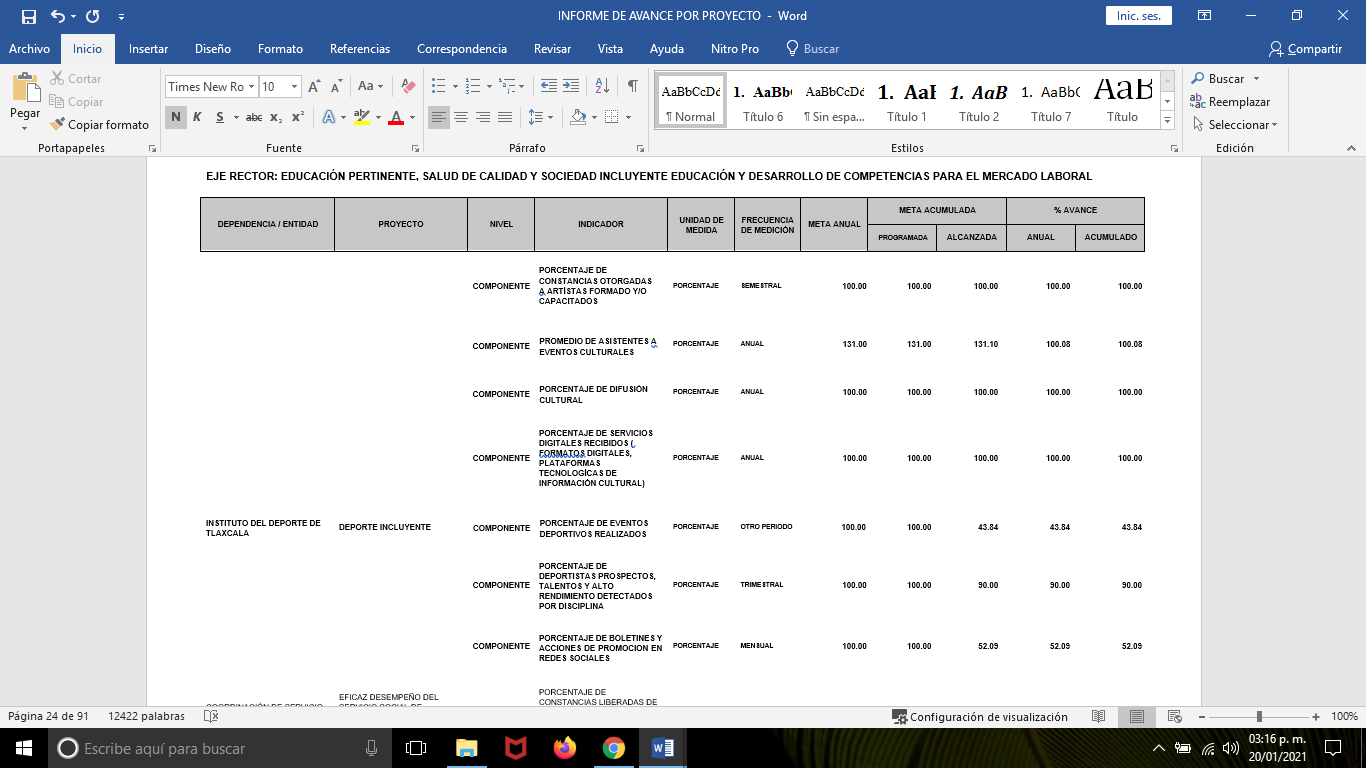 INFORME DE AVANCE POR PROYECTO - Word
Inic. ses.
Archivo Inicio Insertar Diseño Formato Referencias Correspondencia Revisar Vista Ayuda Nitro Pro Buscar Compartir
Pegar
Cortar
Copiar
Copiar formato
Portapapeles
Times New Ro 10
Aa
N K S abc x₂ x²
Fuente
Párrafo
AaBbCcDd 1. AaBb( AaBbCcDd 1. AaE 1. AaB 1. AaBb( AaB
¶ Normal Título 6 ¶ Sin espa... Título 1 Título 2 Título 7 Título
Estilos
Buscar
Reemplazar
Seleccionar
Edición
EJE RECTOR: EDUCACIÓN PERTINENTE, SALUD DE CALIDAD Y SOCIEDAD INCLUYENTE EDUCACIÓN Y DESARROLLO DE COMPETENCIAS PARA EL MERCADO LABORAL
DEPENDENCIA / ENTIDAD
PROYECTO
NIVEL
INDICADOR
UNIDAD DE
MEDIDA
FRECUENCIA
DE MEDICIÓN
META ANUAL
META ACUMULADA
PROGRAMADA ALCANZADA
% AVANCE
ANUAL ACUMULADO
COMPONENTE
PORCENTAJE DE
CONSTANCIAS OTORGADAS
A ARTÍSTAS FORMADO Y/O
CAPACITADOS
PORCENTAJE SEMESTRAL 100.00 100.00 100.00 100.00 100.00
COMPONENTE
PROMEDIO DE ASISTENTES A
EVENTOS CULTURALES
PORCENTAJE ANUAL 131.00 131.00 131.10 100.08 100.08
COMPONENTE
PORCENTAJE DE DIFUSIÓN
CULTURAL
PORCENTAJE ANUAL 100.00 100.00 100.00 100.00 100.00
COMPONENTE
PORCENTAJE DE SERVICIOS
DIGITALES RECIBIDOS (
FORMATOS DIGITALES,
PLATAFORMAS
TECNOLOGÍCAS DE
INFORMACIÓN CULTURAL)
PORCENTAJE ANUAL 100.00 100.00 100.00 100.00 100.00
INSTITUTO DEL DEPORTE DE
TLAXCALA
DEPORTE INCLUYENTE
COMPONENTE
PORCENTAJE DE EVENTOS
DEPORTIVOS REALIZADOS
PORCENTAJE OTRO PERIODO 100.00 100.00 43.84 43.84 43.84
COMPONENTE
PORCENTAJE DE
DEPORTISTAS PROSPECTOS,
TALENTOS Y ALTO
RENDIMIENTO DETECTADOS
POR DISCIPLINA
PORCENTAJE TRIMESTRAL 100.00 100.00 90.00 90.00 90.00
COMPONENTE
PORCENTAJE DE BOLETINES Y
ACCIONES DE PROMOCION EN
REDES SOCIALES
PORCENTAJE MENSUAL 100.00 100.00 52.09 52.09 52.09
EFICAZ DESEMPEÑO DEL
PORCENTAJE DE
CONSTANCIAS LIBERADAS DE
Página 24 de 91 12422 palabras
Configuración de visualización
100%
Escribe aquí para buscar
03:16 p. m.
20/01/2021